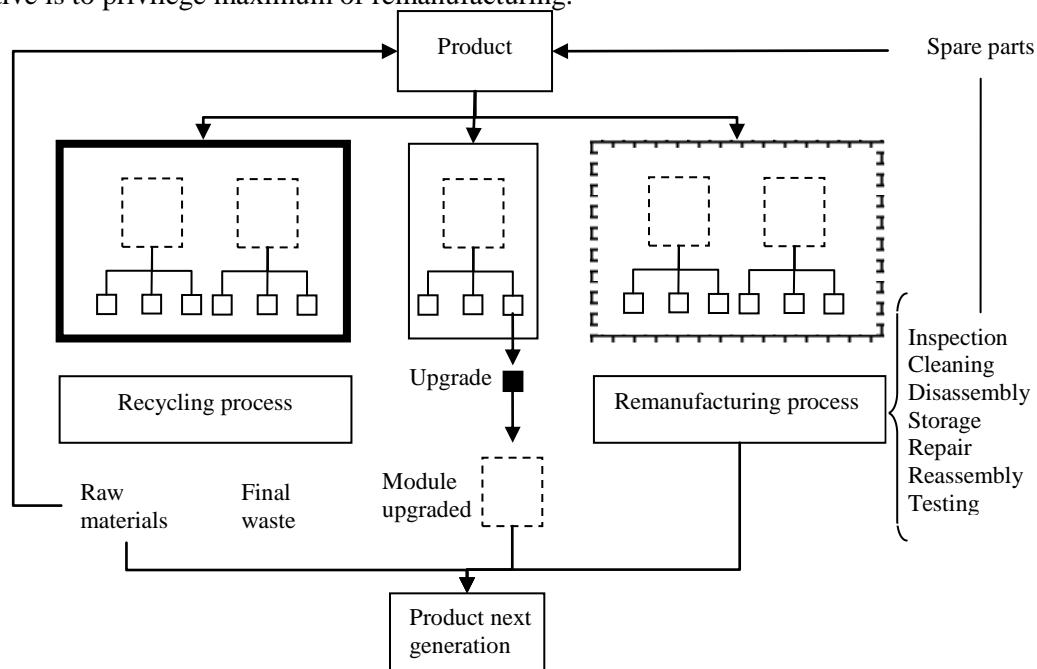 tive is to privilege maximum of remanufacturing.
Product
Spare parts
Upgrade
Recycling process
Remanufacturing process
Inspection
Cleaning
Disassembly
Storage
Repair
Reassembly
Testing
Raw
materials
Final
waste
Module
upgraded
Product next
generation